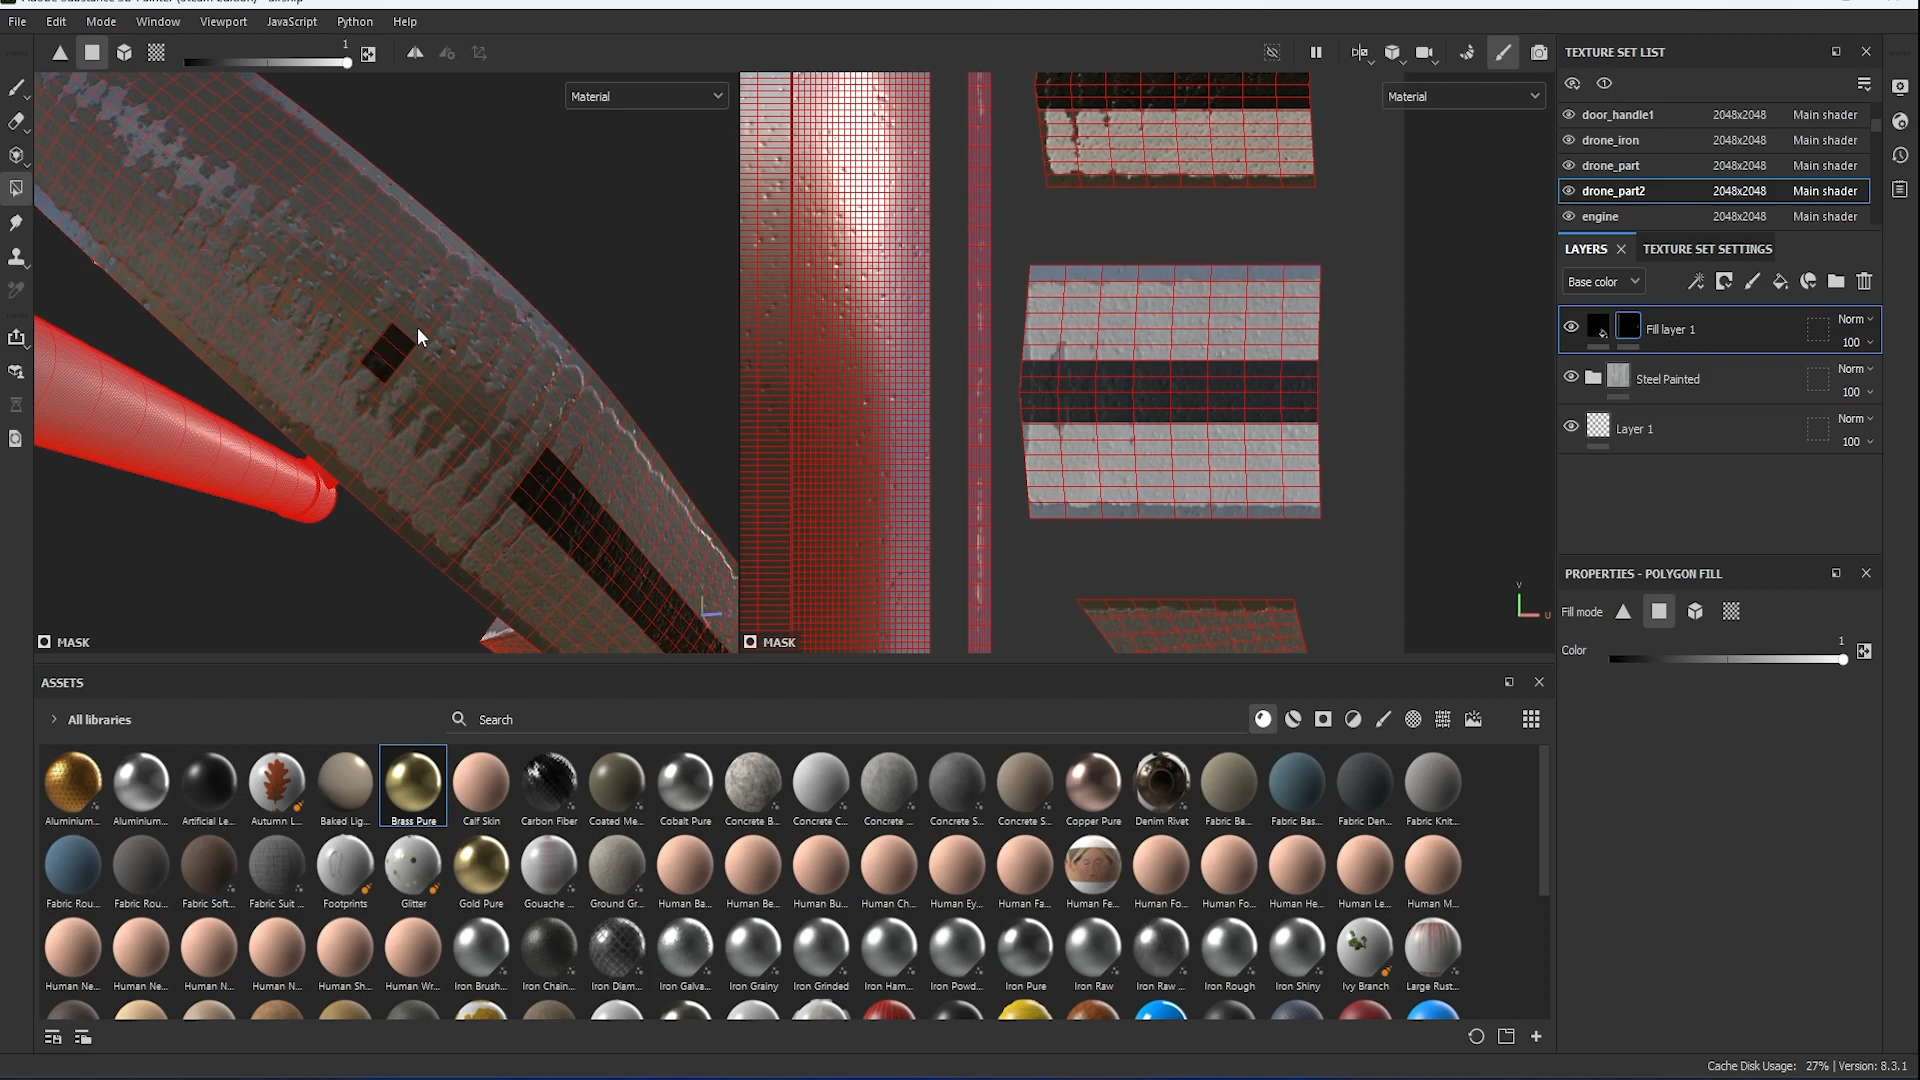 File Edit Mode Window Viewport JavaScript Python Help
1
Material
Material
MASK
MASK
V
U
TEXTURE SET LIST
door_handle1 2048x2048 Main shader
drone_iron 2048x2048 Main shader
drone_part 2048x2048 Main shader
drone_part2 2048x2048 Main shader
engine 2048x2048 Main shader
LAYERS TEXTURE SET SETTINGS
Base color
Fill layer 1 Norm 100
Steel Painted Norm 100
Layer 1 Norm 100
PROPERTIES - POLYGON FILL
Fill mode
Color 1
ASSETS
All libraries Search
Aluminium... Aluminium... Artificial Le... Autumn L... Baked Lig... Brass Pure Calf Skin Carbon Fiber Coated Me... Cobalt Pure Concrete B... Concrete C... Concrete ... Concrete S... Concrete S... Copper Pure Denim Rivet Fabric Ba... Fabric Bas... Fabric Den... Fabric Knit...
Fabric Rou... Fabric Rou... Fabric Soft... Fabric Suit ... Footprints Glitter Gold Pure Gouache ... Ground Gr... Human Ba... Human Be... Human Bu... Human Ch... Human Ey... Human Fa... Human Fe... Human Fo... Human Fo... Human He... Human Le... Human M...
Human Ne... Human Ne... Human N... Human N... Human Sh... Human Wr... Iron Brush... Iron Chain... Iron Diam... Iron Galva... Iron Grainy Iron Grinded Iron Ham... Iron Powd... Iron Pure Iron Raw Iron Raw ... Iron Rough Iron Shiny Ivy Branch Large Rust...
Cache Disk Usage: 27% | Version: 8.3.1